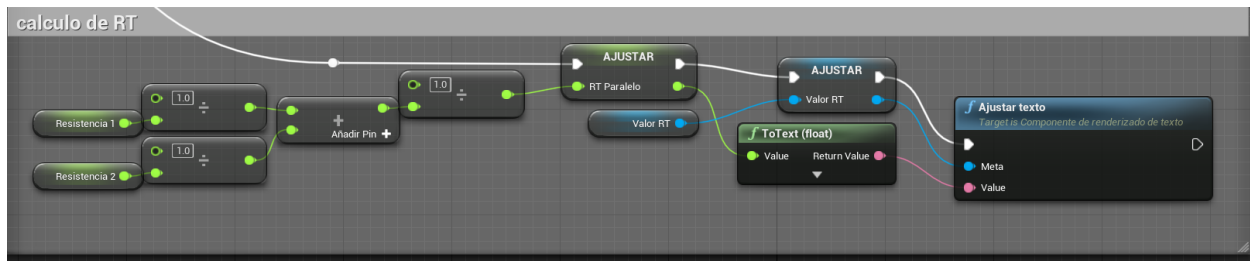 calculo de RT
Resistencia 1
1.0
÷
Resistencia 2
1.0
÷
+
Añadir Pin +
1.0
÷
AJUSTAR
RT Paralelo
Valor RT
AJUSTAR
Valor RT
f ToText (float)
Value Return Value
f Ajustar texto
Target is Componente de renderizado de texto
Meta
Value